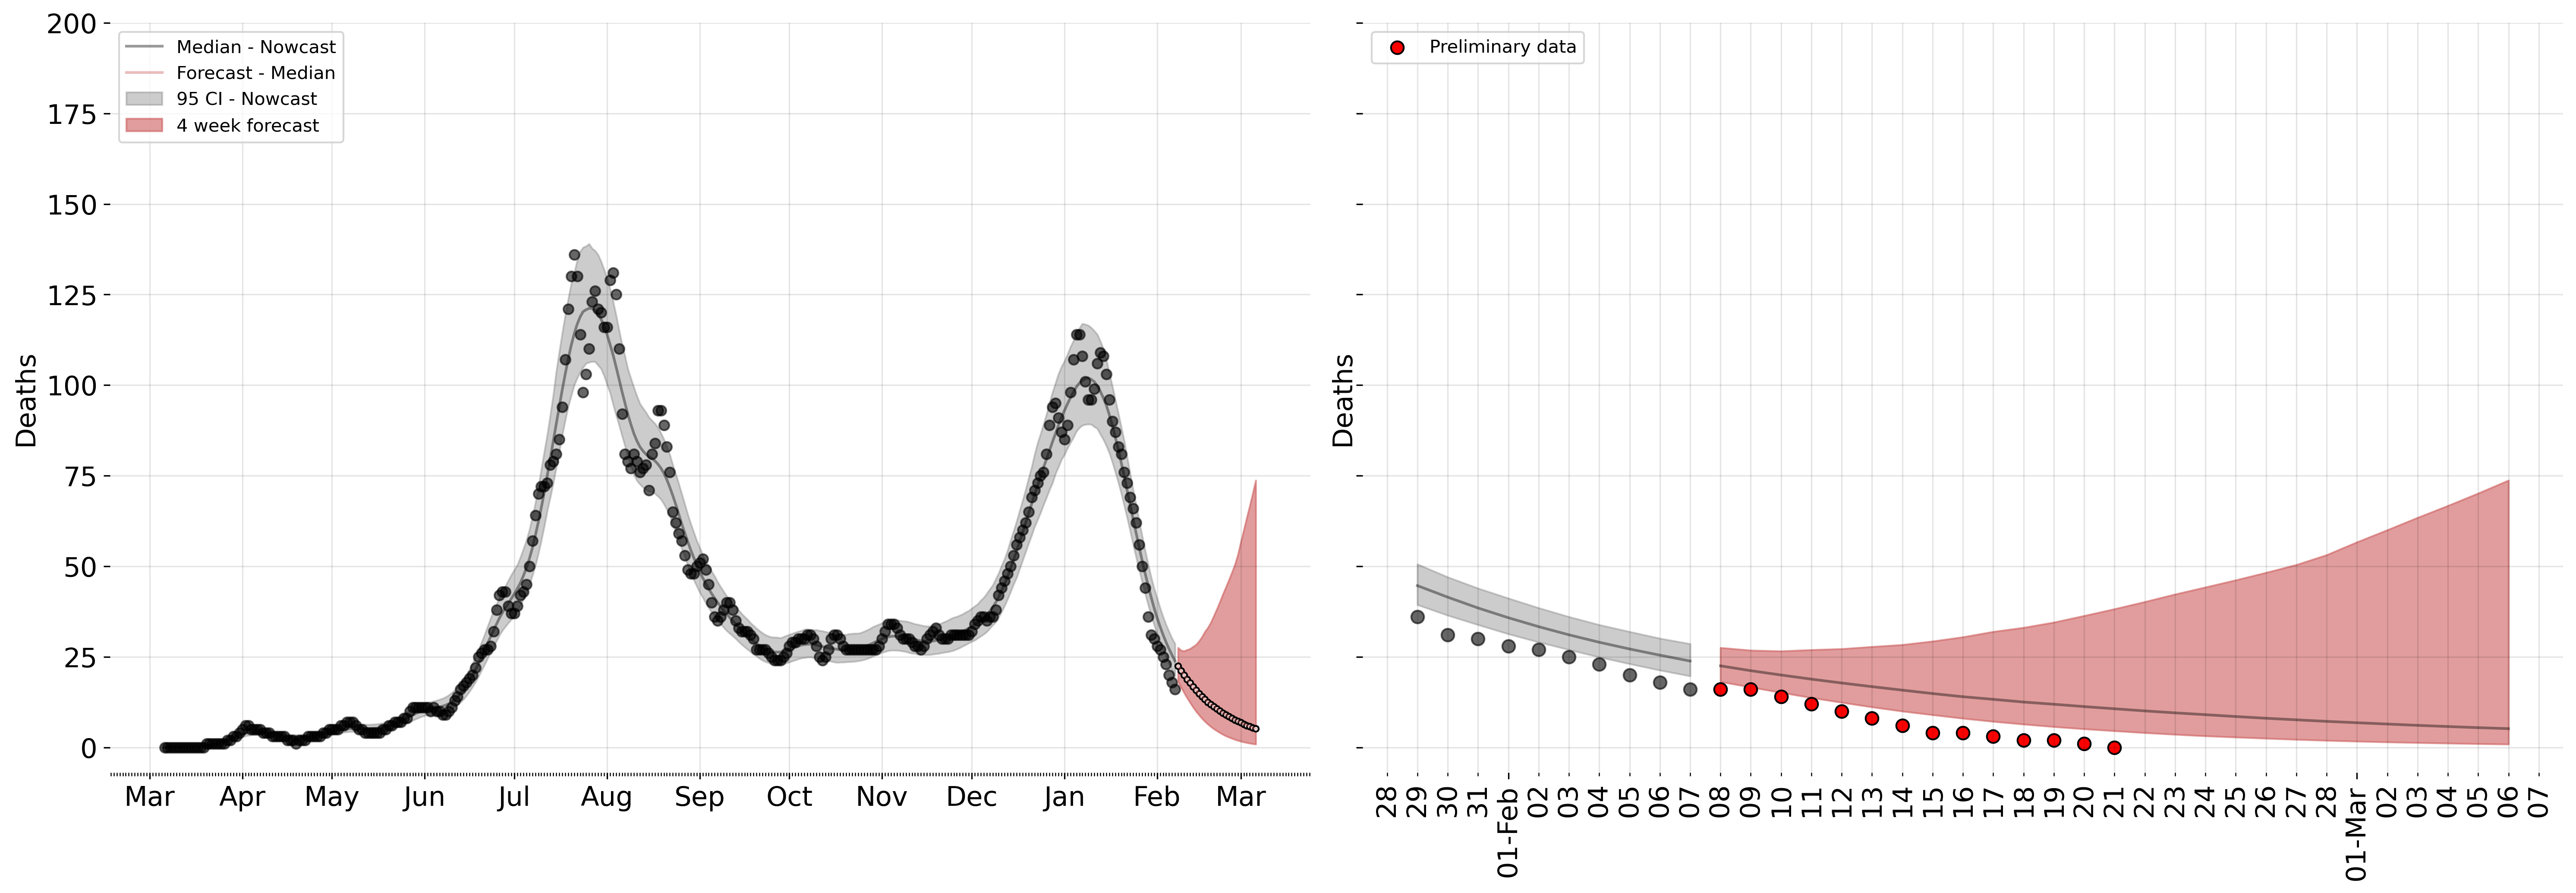 200
175
150
125
100
75
50
25
0
Deaths
Median - Nowcast
Forecast - Median
95 CI - Nowcast
4 week forecast
Mar Apr May Jun Jul Aug Sep Oct Nov Dec Jan Feb Mar
Deaths
Preliminary data
28 29 30 31 01-Feb 02 03 04 05 06 07 08 09 10 11 12 13 14 15 16 17 18 19 20 21 22 23 24 25 26 27 28 01-Mar 02 03 04 05 06 07